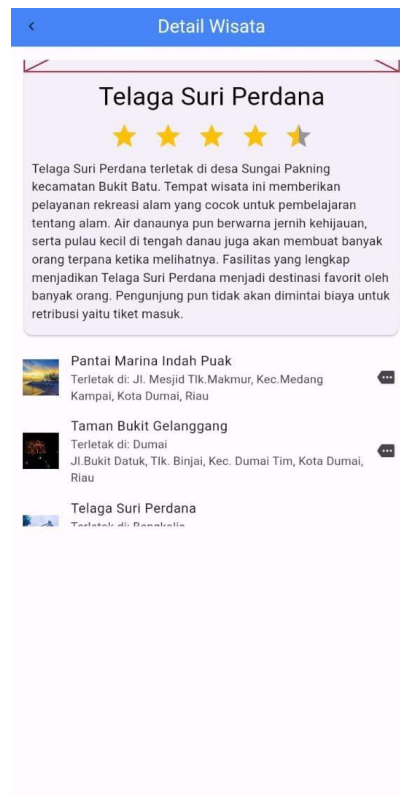 Detail Wisata
Telaga Suri Perdana
Telaga Suri Perdana terletak di desa Sungai Pakning
kecamatan Bukit Batu. Tempat wisata ini memberikan
pelayanan rekreasi alam yang cocok untuk pembelajaran
tentang alam. Air danaunya pun berwarna jernih kehijauan,
serta pulau kecil di tengah danau juga akan membuat banyak
orang terpana ketika melihatnya. Fasilitas yang lengkap
menjadikan Telaga Suri Perdana menjadi destinasi favorit oleh
banyak orang. Pengunjung pun tidak akan dimintai biaya untuk
retribusi yaitu tiket masuk.
Pantai Marina Indah Puak
Terletak di: Jl. Mesjid Tlk.Makmur, Kec.Medang
Kampai, Kota Dumai, Riau
Taman Bukit Gelanggang
Terletak di: Dumai
Jl.Bukit Datuk, Tlk. Binjai, Kec. Dumai Tim, Kota Dumai,
Riau
Telaga Suri Perdana
Terletak di: Bengkalis